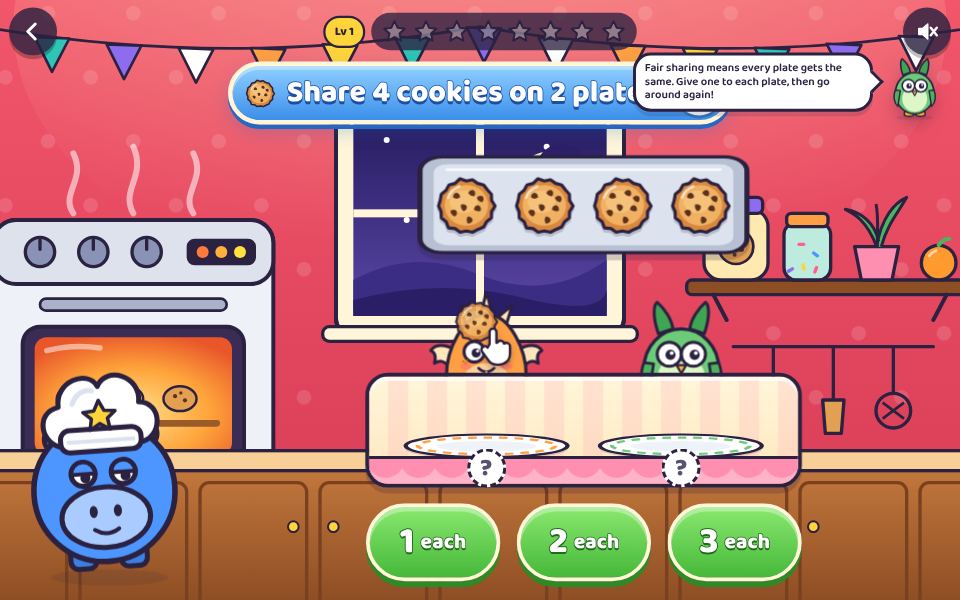 Lv 1
Share 4 cookies on 2
Fair sharing means every plate gets the
same. Give one to each plate, then go
around again!
?
?
1 each
2 each
3 each